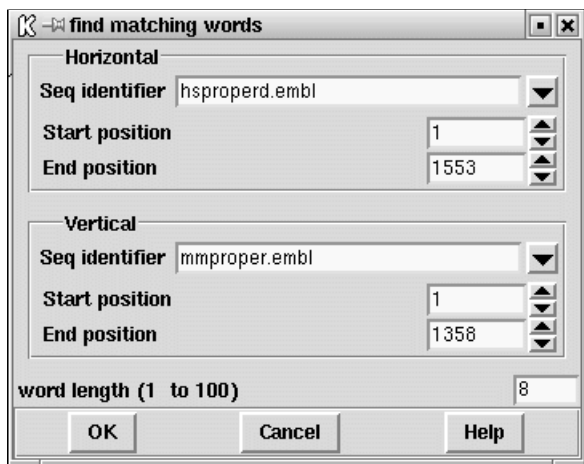 find matching words
Horizontal
Seq identifier hsproperd.embl
Start position 1
End position 1553
Vertical
Seq identifier mmproper.embl
Start position 1
End position 1358
word length (1 to 100) 8
OK Cancel Help